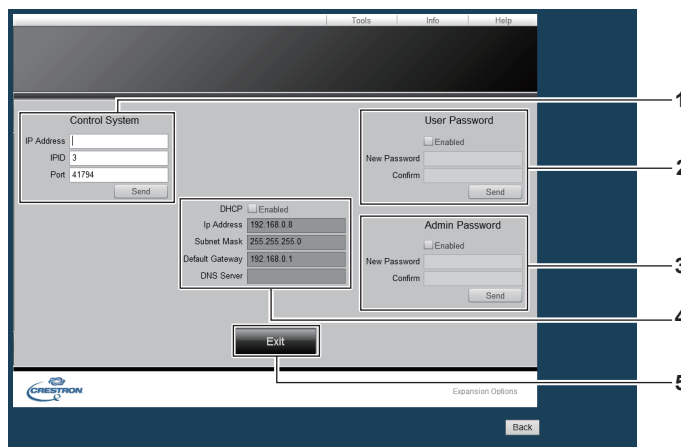 Tools Info Help
Control System
IP Address
IPID 3
Port 41794
Send
User Password
Enabled
New Password
Confirm
Send
DHCP Enabled
Ip Address 192.168.0.8
Subnet Mask 255.255.255.0
Default Gateway 192.168.0.1
DNS Server
Admin Password
Enabled
New Password
Confirm
Send
Exit
CRESTRON
Expansion Options
Back
1
2
3
4
5